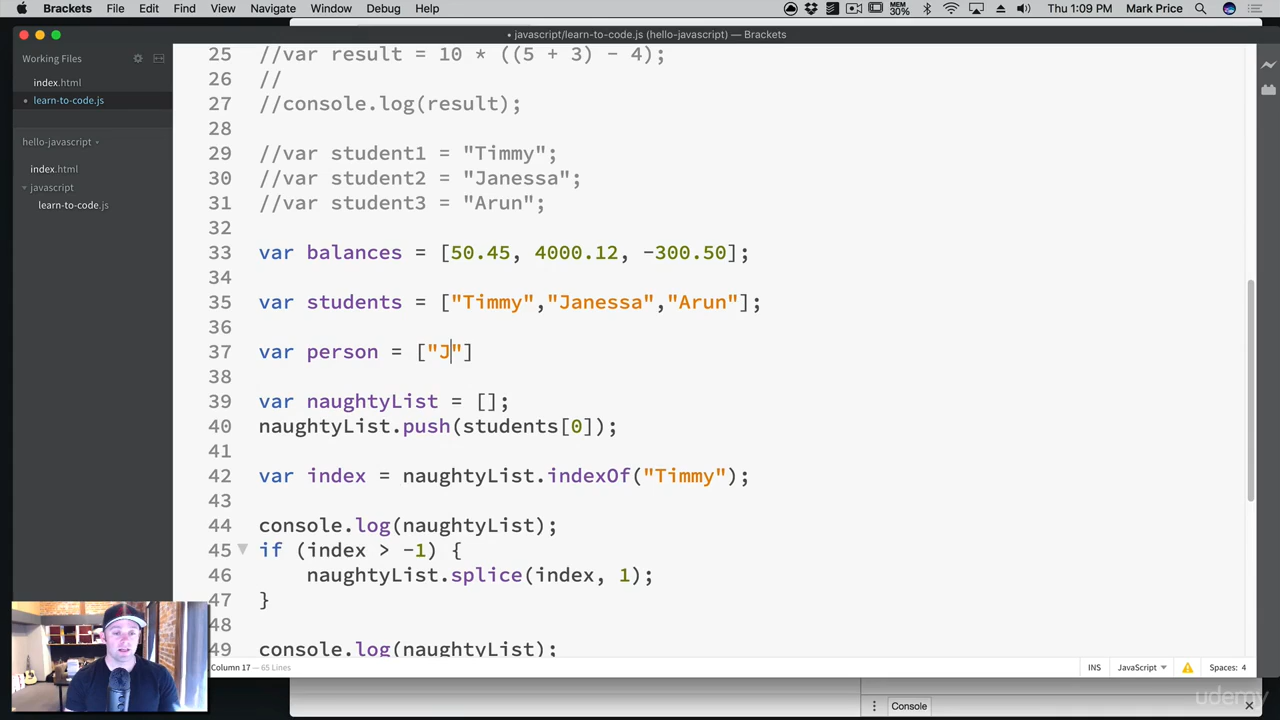 Brackets File Edit Find View Navigate Window Debug Help MEM 30% Thu 1:09 PM Mark Price
• javascript/learn-to-code.js (hello-javascript) — Brackets
Working Files
index.html
• learn-to-code.js
hello-javascript
index.html
javascript
learn-to-code.js
25 //var result = 10 * ((5 + 3) - 4);
26 //
27 //console.log(result);
28
29 //var student1 = "Timmy";
30 //var student2 = "Janessa";
31 //var student3 = "Arun";
32
33 var balances = [50.45, 4000.12, -300.50];
34
35 var students = ["Timmy","Janessa","Arun"];
36
37 var person = ["J"]
38
39 var naughtyList = [];
40 naughtyList.push(students[0]);
41
42 var index = naughtyList.indexOf("Timmy");
43
44 console.log(naughtyList);
45 if (index > -1) {
46 naughtyList.splice(index, 1);
47 }
48
49 console.log(naughtyList);
Column 17 — 65 Lines
INS JavaScript Spaces: 4
Console
udemy